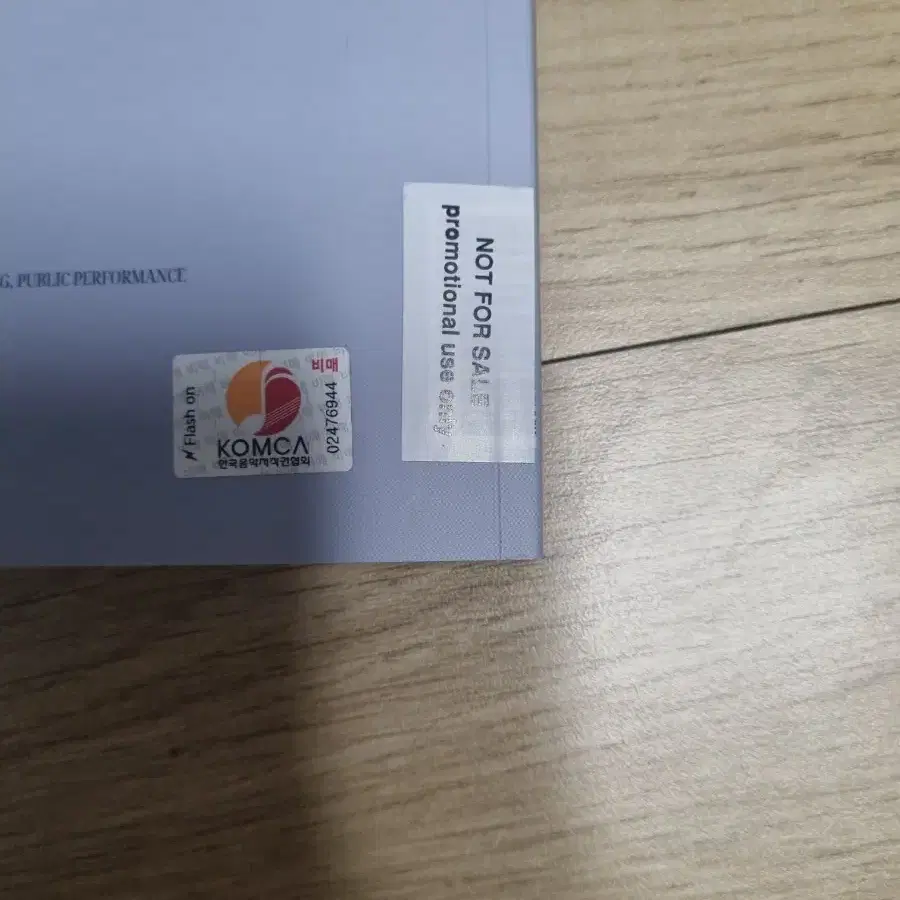 G, PUBLIC PERFORMANCE.
Flash on
KOMCA
한국음악저작권협회
비매
02476944
NOT FOR SALE
promotional use only